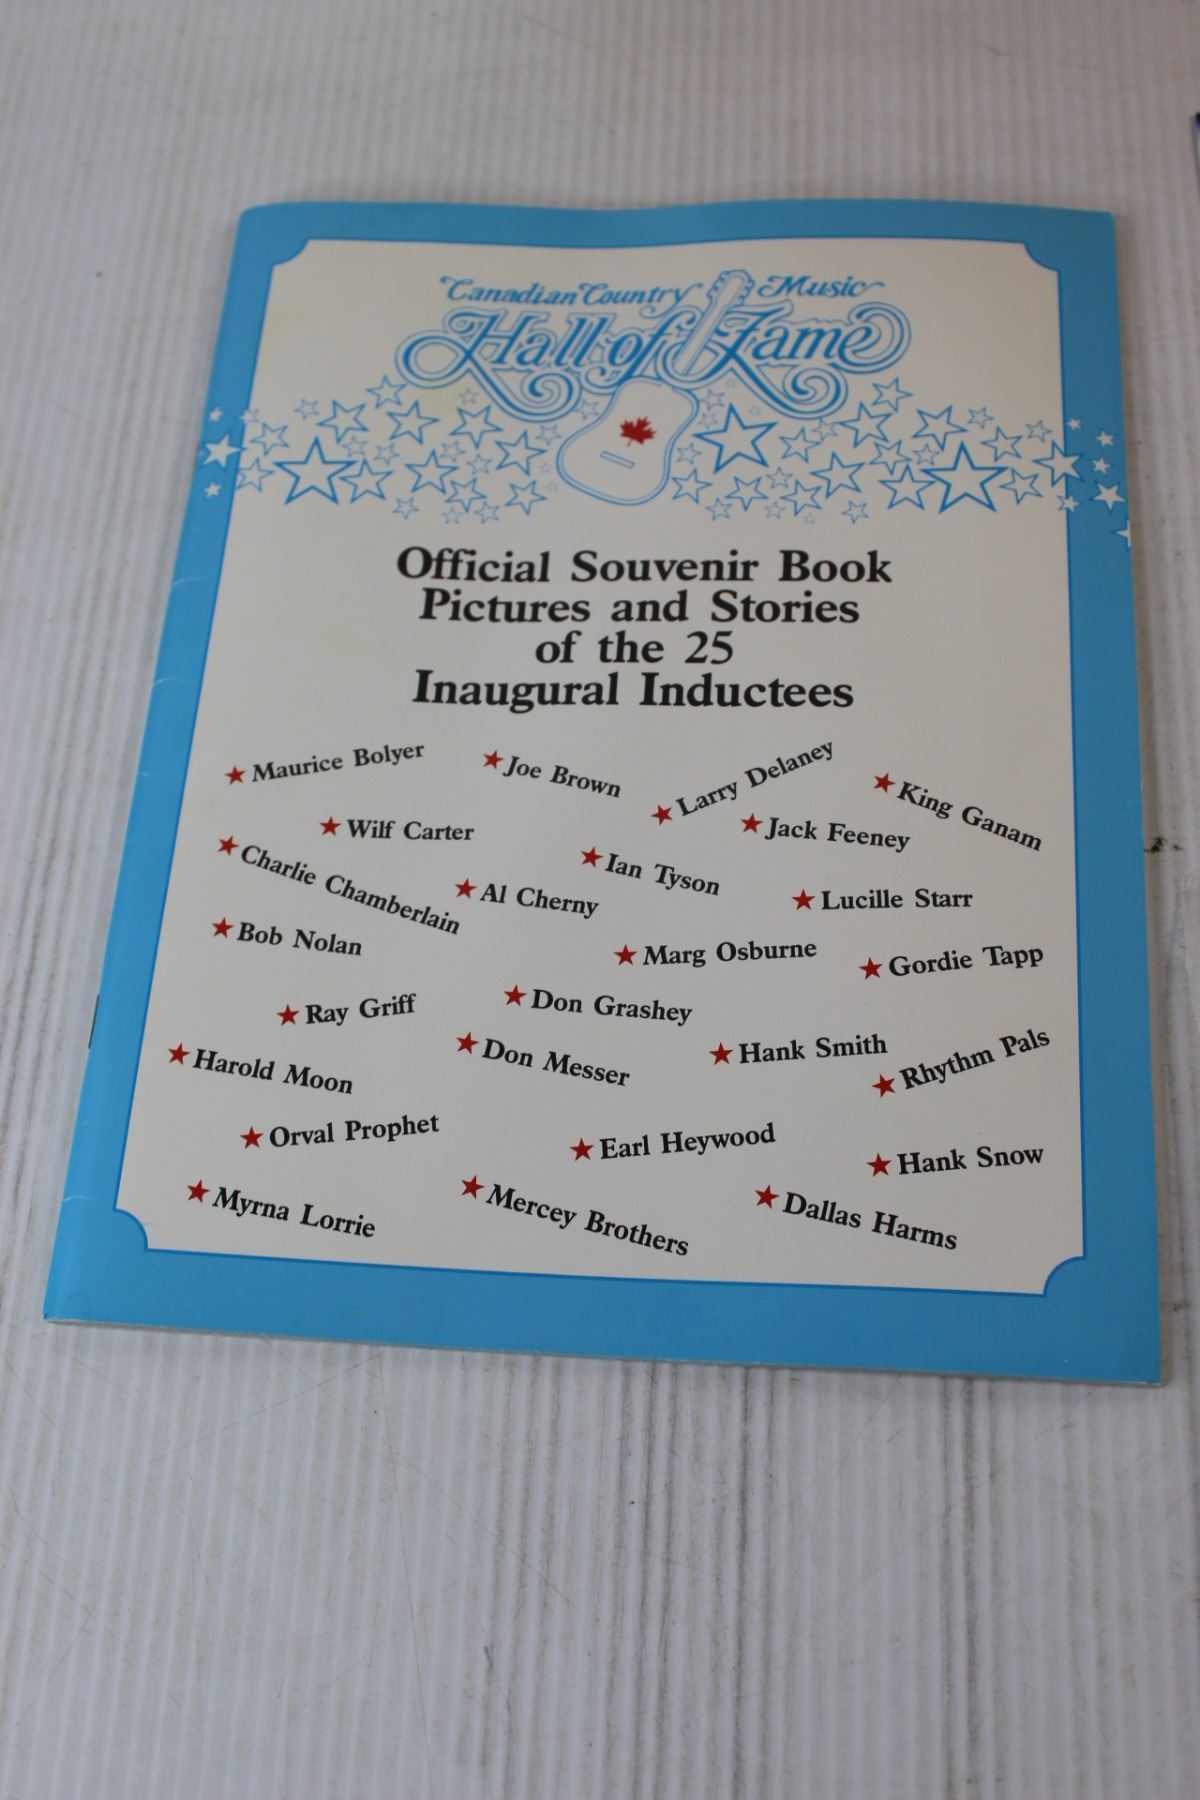 Canadian Country Music
Hall of Fame
Official Souvenir Book
Pictures and Stories
of the 25
Inaugural Inductees
Maurice Bolyer
Joe Brown
Larry Delaney
King Ganam
Wilf Carter
Jack Feeney
Charlie Chamberlain
Ian Tyson
Al Cherny
Lucille Starr
Bob Nolan
Marg Osburne
Gordie Tapp
Ray Griff
Don Grashey
Harold Moon
Don Messer
Hank Smith
Rhythm Pals
Orval Prophet
Earl Heywood
Hank Snow
Myrna Lorrie
Mercey Brothers
Dallas Harms